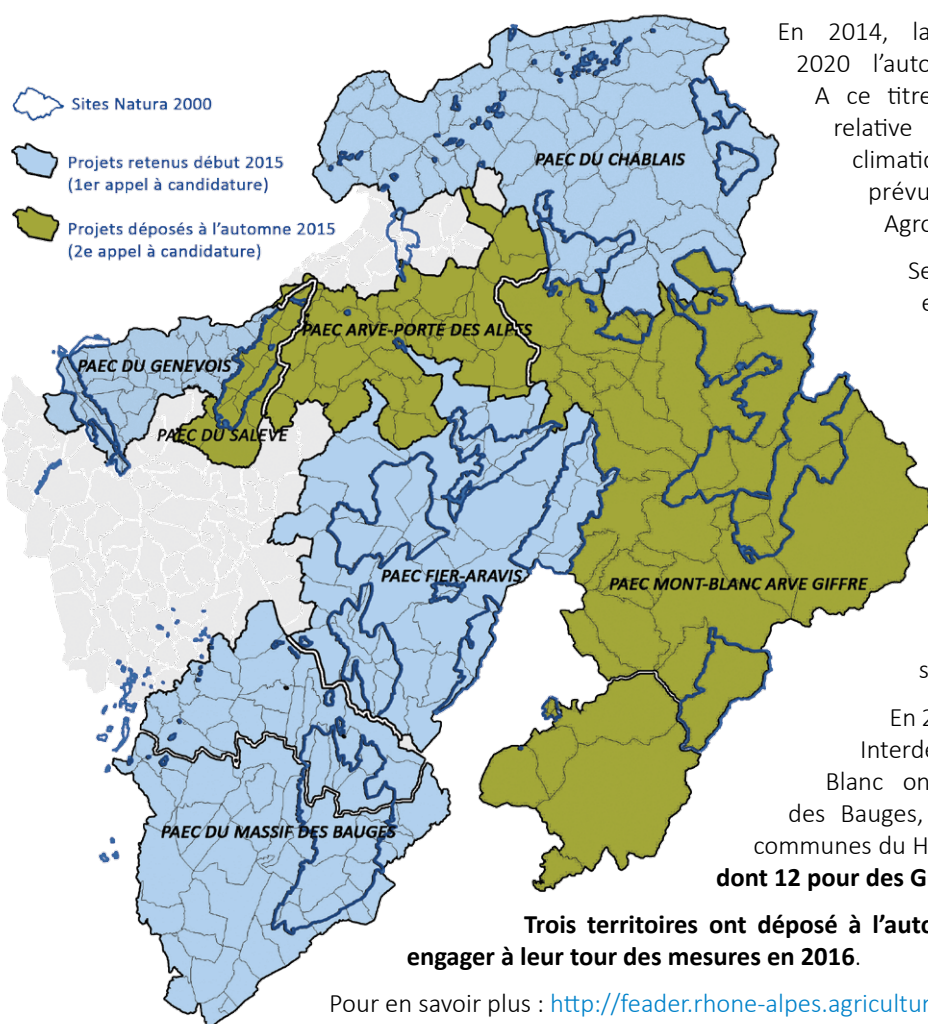 Sites Natura 2000
Projets retenus début 2015
(1er appel à candidature)
Projets déposés à l'automne 2015
(2e appel à candidature)
PAEC DU CHABLAIS
PAEC ARVE-PORTE DES ALPES
PAEC DU GENEVOIS
PAEC DU SALEVE
PAEC FIER-ARAVIS
PAEC MONT-BLANC ARVE GIFFRE
PAEC DU MASSIF DES BAUGES
En 2014, la
2020 l'auto
A ce titre
relative
climatic
prévu
Agro
Se
e
s
En 2
Interde
Blanc on
des Bauges,
communes du H
dont 12 pour des G
Trois territoires ont déposé à l'auto
engager à leur tour des mesures en 2016.
Pour en savoir plus : http://feader.rhone-alpes.agricultur